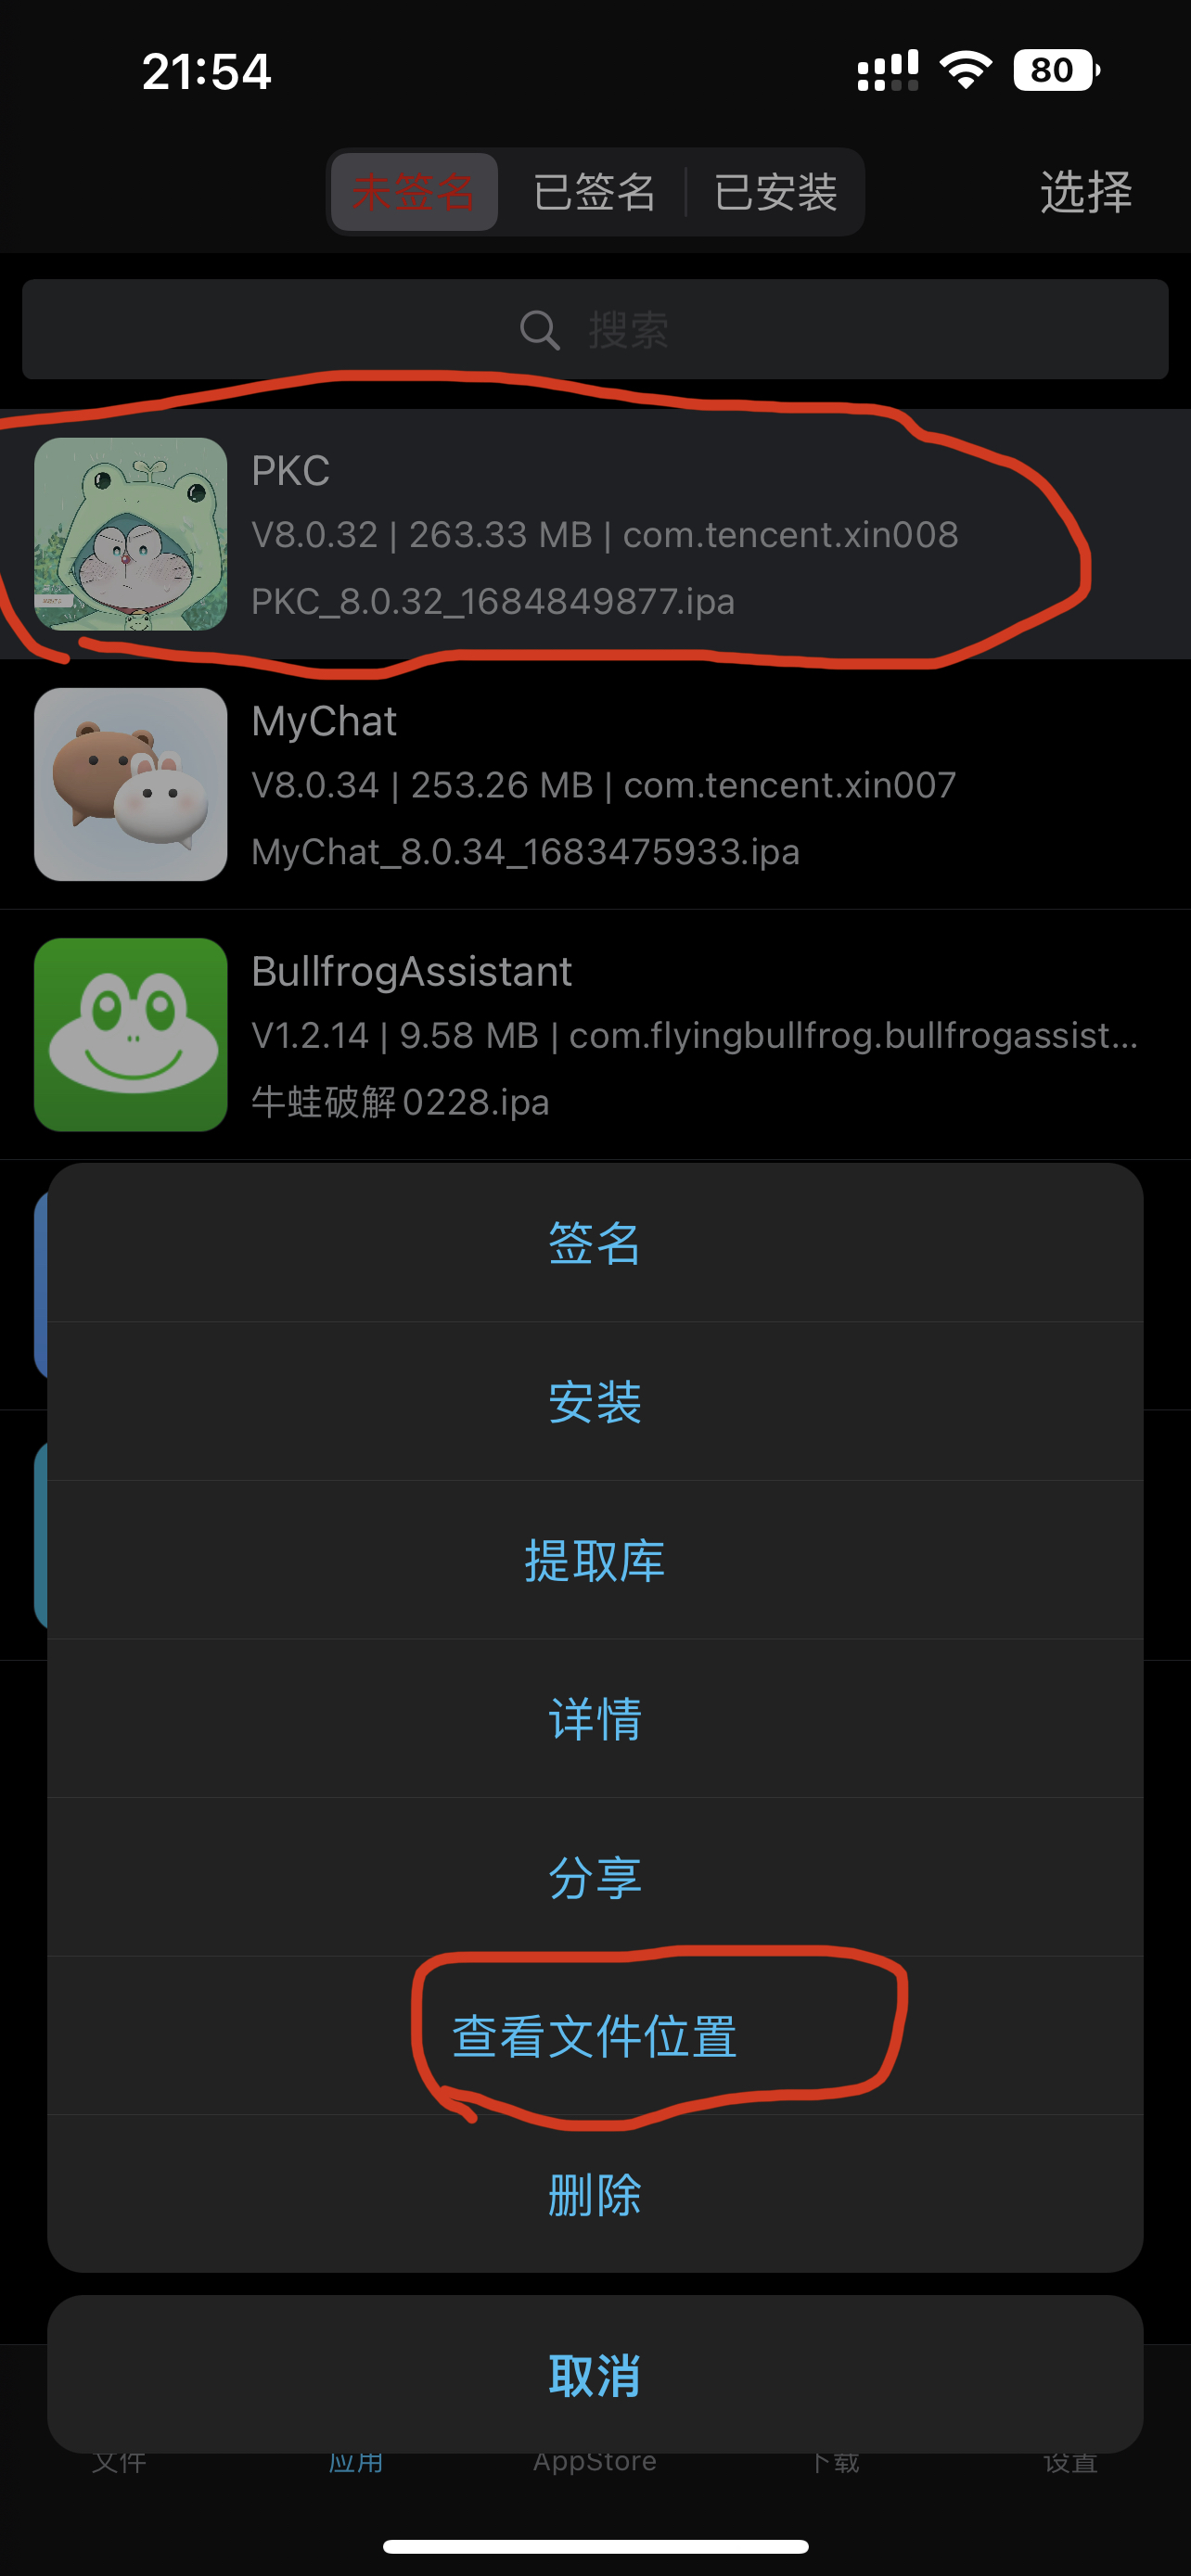 21:54
80
未签名
已签名
已安装
选择
搜索
PKC
V8.0.32 | 263.33 MB | com.tencent.xin008
PKC_8.0.32_1684849877.ipa
MyChat
V8.0.34 | 253.26 MB | com.tencent.xin007
MyChat_8.0.34_1683475933.ipa
BullfrogAssistant
V1.2.14 | 9.58 MB | com.flyingbullfrog.bullfrogassist...
牛蛙破解0228.ipa
签名
安装
提取库
详情
分享
查看文件位置
删除
取消
文件
应用
AppStore
下载
设置